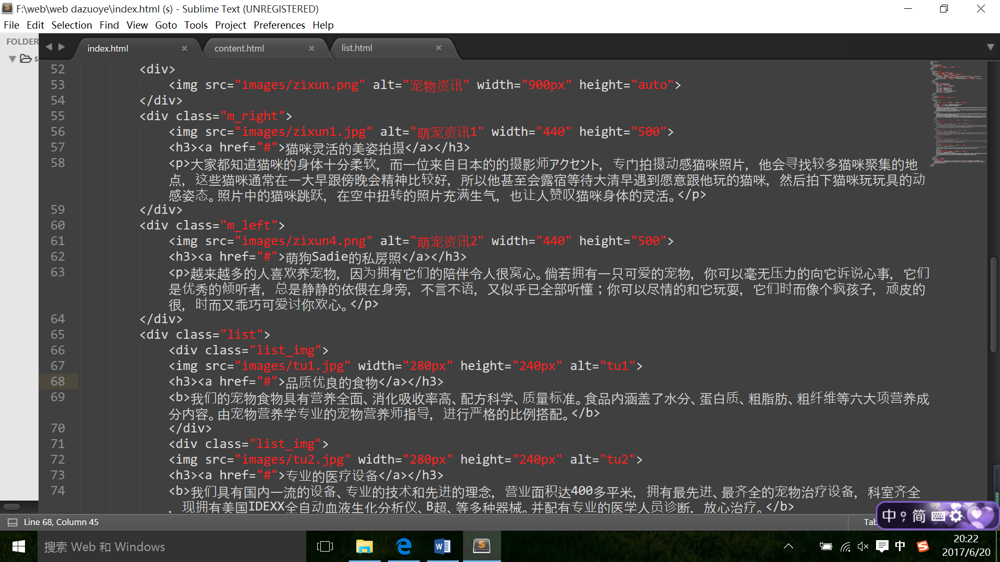 F:\web\web dazuoye\index.html (s) - Sublime Text (UNREGISTERED)
File Edit Selection Find View Goto Tools Project Preferences Help
FOLDER
s
index.html content.html list.html
52 <div>
53 <img src="images/zixun.png" alt="宠物资讯" width="900px" height="auto">
54 </div>
55 <div class="m_right">
56 <img src="images/zixun1.jpg" alt="萌宠资讯1" width="440" height="500">
57 <h3><a href="#">猫咪灵活的美姿拍摄</a></h3>
58 <p>大家都知道猫咪的身体十分柔软，而一位来自日本的的摄影师アクセント，专门拍摄动感猫咪照片，他会寻找较多猫咪聚集的地
点，这些猫咪通常在一大早跟傍晚会精神比较好，所以他甚至会露宿等待大清早遇到愿意跟他玩的猫咪，然后拍下猫咪玩玩具的动
感姿态。照片中的猫咪跳跃，在空中扭转的照片充满生气，也让人赞叹猫咪身体的灵活。</p>
59 </div>
60 <div class="m_left">
61 <img src="images/zixun4.png" alt="萌宠资讯2" width="440" height="500">
62 <h3><a href="#">萌狗Sadie的私房照</a></h3>
63 <p>越来越多的人喜欢养宠物，因为拥有它们的陪伴令人很窝心。倘若拥有一只可爱的宠物，你可以毫无压力的向它诉说心事，它们
是优秀的倾听者，总是静静的依偎在身旁，不言不语，又似乎已全部听懂；你可以尽情的和它玩耍，它们时而像个疯孩子，顽皮的
很，时而又乖巧可爱讨你欢心。</p>
64 </div>
65 <div class="list">
66 <div class="list_img">
67 <img src="images/tu1.jpg" width="280px" height="240px" alt="tu1">
68 <h3><a href="#">品质优良的食物</a></h3>
69 <b>我们的宠物食物具有营养全面、消化吸收率高、配方科学、质量标准。食品内涵盖了水分、蛋白质、粗脂肪、粗纤维等六大项营养成
分内容。由宠物营养学专业的宠物营养师指导，进行严格的比例搭配。</b>
70 </div>
71 <div class="list_img">
72 <img src="images/tu2.jpg" width="280px" height="240px" alt="tu2">
73 <h3><a href="#">专业的医疗设备</a></h3>
74 <b>我们具有国内一流的设备、专业的技术和先进的理念，营业面积达400多平米，拥有最先进、最齐全的宠物治疗设备，科室齐全
，现拥有美国IDEXX全自动血液生化分析仪、B超、等多种器械。并配有专业的医学人员诊断，放心治疗。</b>
Line 68, Column 45
Tab
中 简
搜索 Web 和 Windows
中
20:22
2017/6/20